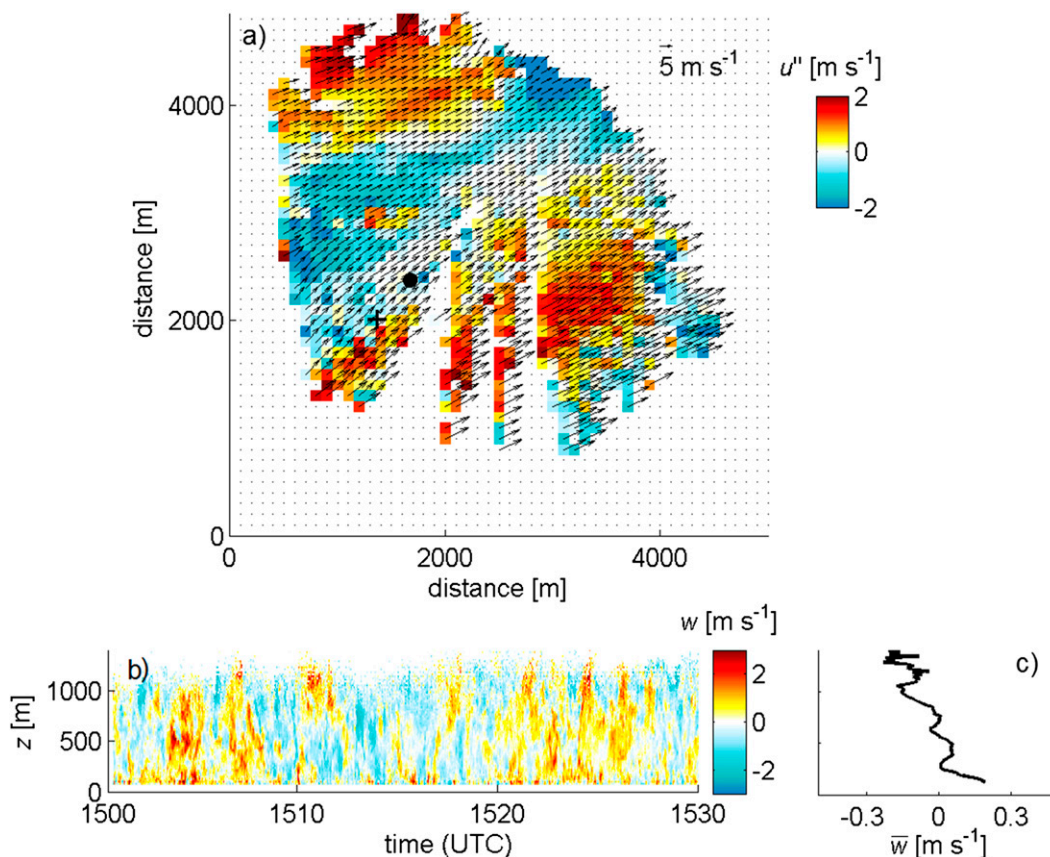 a)
5 m s⁻¹
u" [m s⁻¹]
2
0
-2
4000
2000
0
distance [m]
0
2000
4000
distance [m]
b)
w [m s⁻¹]
2
0
-2
c)
1000
500
0
z [m]
1500
1510
1520
1530
time (UTC)
-0.3
0
0.3
w̅ [m s⁻¹]